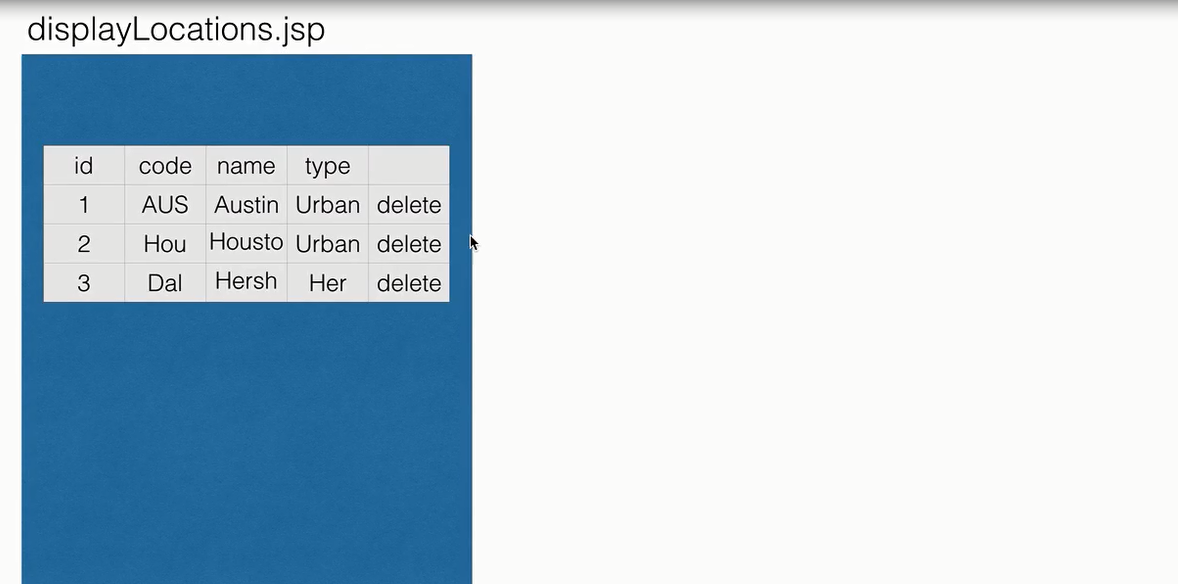 displayLocations.jsp
id code name type
1 AUS Austin Urban delete
2 Hou Housto Urban delete
3 Dal Hersh Her delete